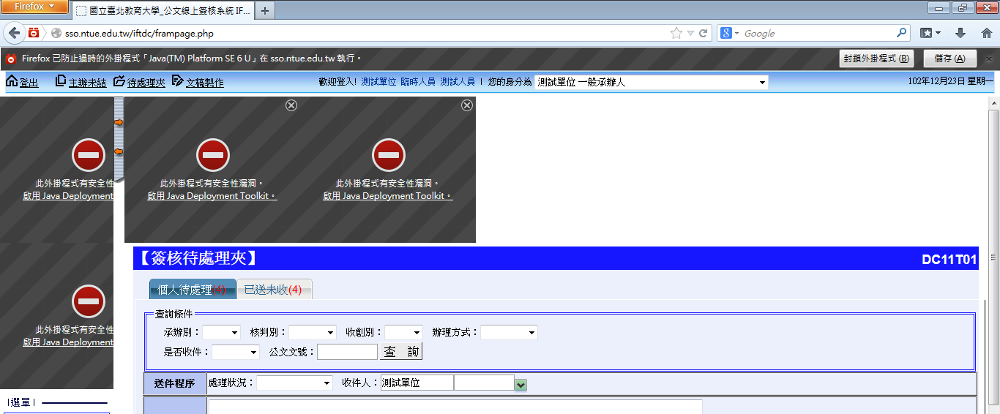 Firefox
國立臺北教育大學_公文線上簽核系統 IF...
sso.ntue.edu.tw/iftdc/frampage.php
Google
Firefox 已防止過時的外掛程式「Java(TM) Platform SE 6 U」在 sso.ntue.edu.tw 執行。
封鎖外掛程式 (B)
儲存 (A)
登出 主辦未結 待處理夾 文稿製作
歡迎登入! 測試單位 臨時人員 測試人員 | 您的身分為 測試單位 一般承辦人
102年12月23日 星期一
此外掛程式有安全性
啟用 Java Deployment
此外掛程式有安全性漏洞。
啟用 Java Deployment Toolkit。
此外掛程式有安全性漏洞。
啟用 Java Deployment Toolkit。
此外掛程式有安全性
啟用 Java Deployment
|選單|
【簽核待處理夾】 DC11T01
個人待處理(4) 已送未收(4)
查詢條件
承辦別： 核判別： 收創別： 辦理方式：
是否收件： 公文文號： 查 詢
送件程序 處理狀況： 收件人： 測試單位